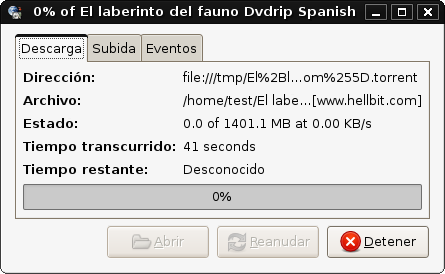 0% of El laberinto del fauno Dvdrip Spanish
Descarga Subida Eventos
Dirección: file:///tmp/El%2Bl...om%255D.torrent
Archivo: /home/test/El labe...[www.hellbit.com]
Estado: 0.0 of 1401.1 MB at 0.00 KB/s
Tiempo transcurrido: 41 seconds
Tiempo restante: Desconocido
0%
Abrir Reanudar Detener